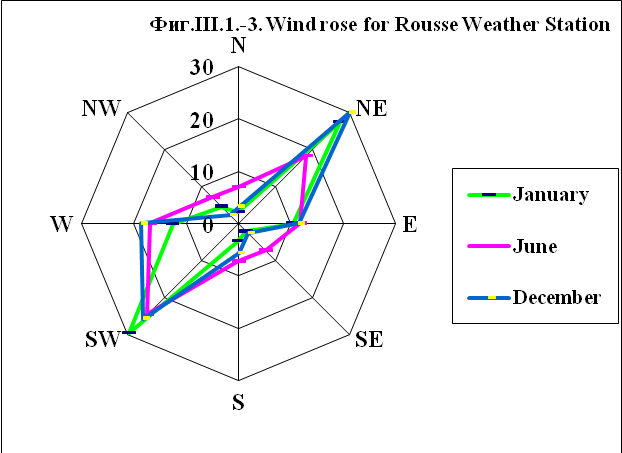 Фиг.III.1.-3. Wind rose for Rousse Weather Station
N
30
NW
NE
20
10
W
0
E
January
June
December
SW
SE
S